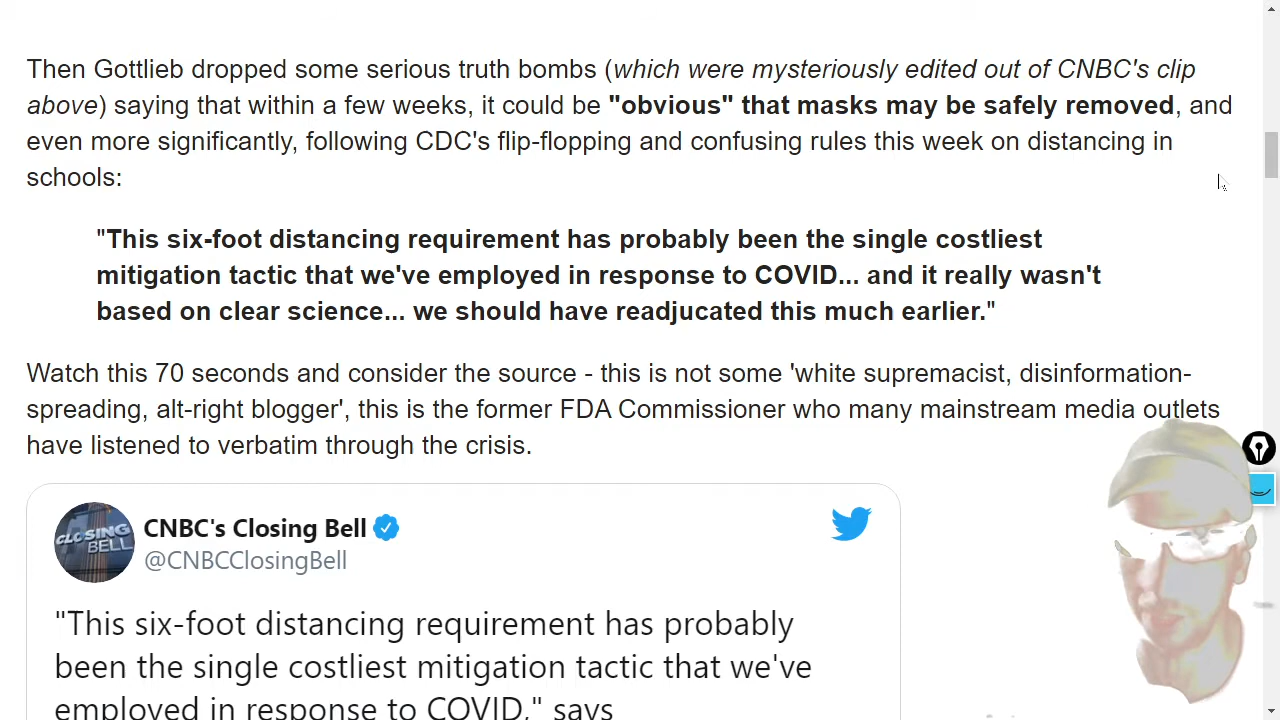 Then Gottlieb dropped some serious truth bombs (which were mysteriously edited out of CNBC's clip
above) saying that within a few weeks, it could be "obvious" that masks may be safely removed, and
even more significantly, following CDC's flip-flopping and confusing rules this week on distancing in
schools:
"This six-foot distancing requirement has probably been the single costliest
mitigation tactic that we've employed in response to COVID... and it really wasn't
based on clear science... we should have readjucated this much earlier."
Watch this 70 seconds and consider the source - this is not some 'white supremacist, disinformation-
spreading, alt-right blogger', this is the former FDA Commissioner who many mainstream media outlets
have listened to verbatim through the crisis.
CLOSING
BELL
CNBC's Closing Bell
@CNBCClosingBell
"This six-foot distancing requirement has probably
been the single costliest mitigation tactic that we've
employed in response to COVID," says